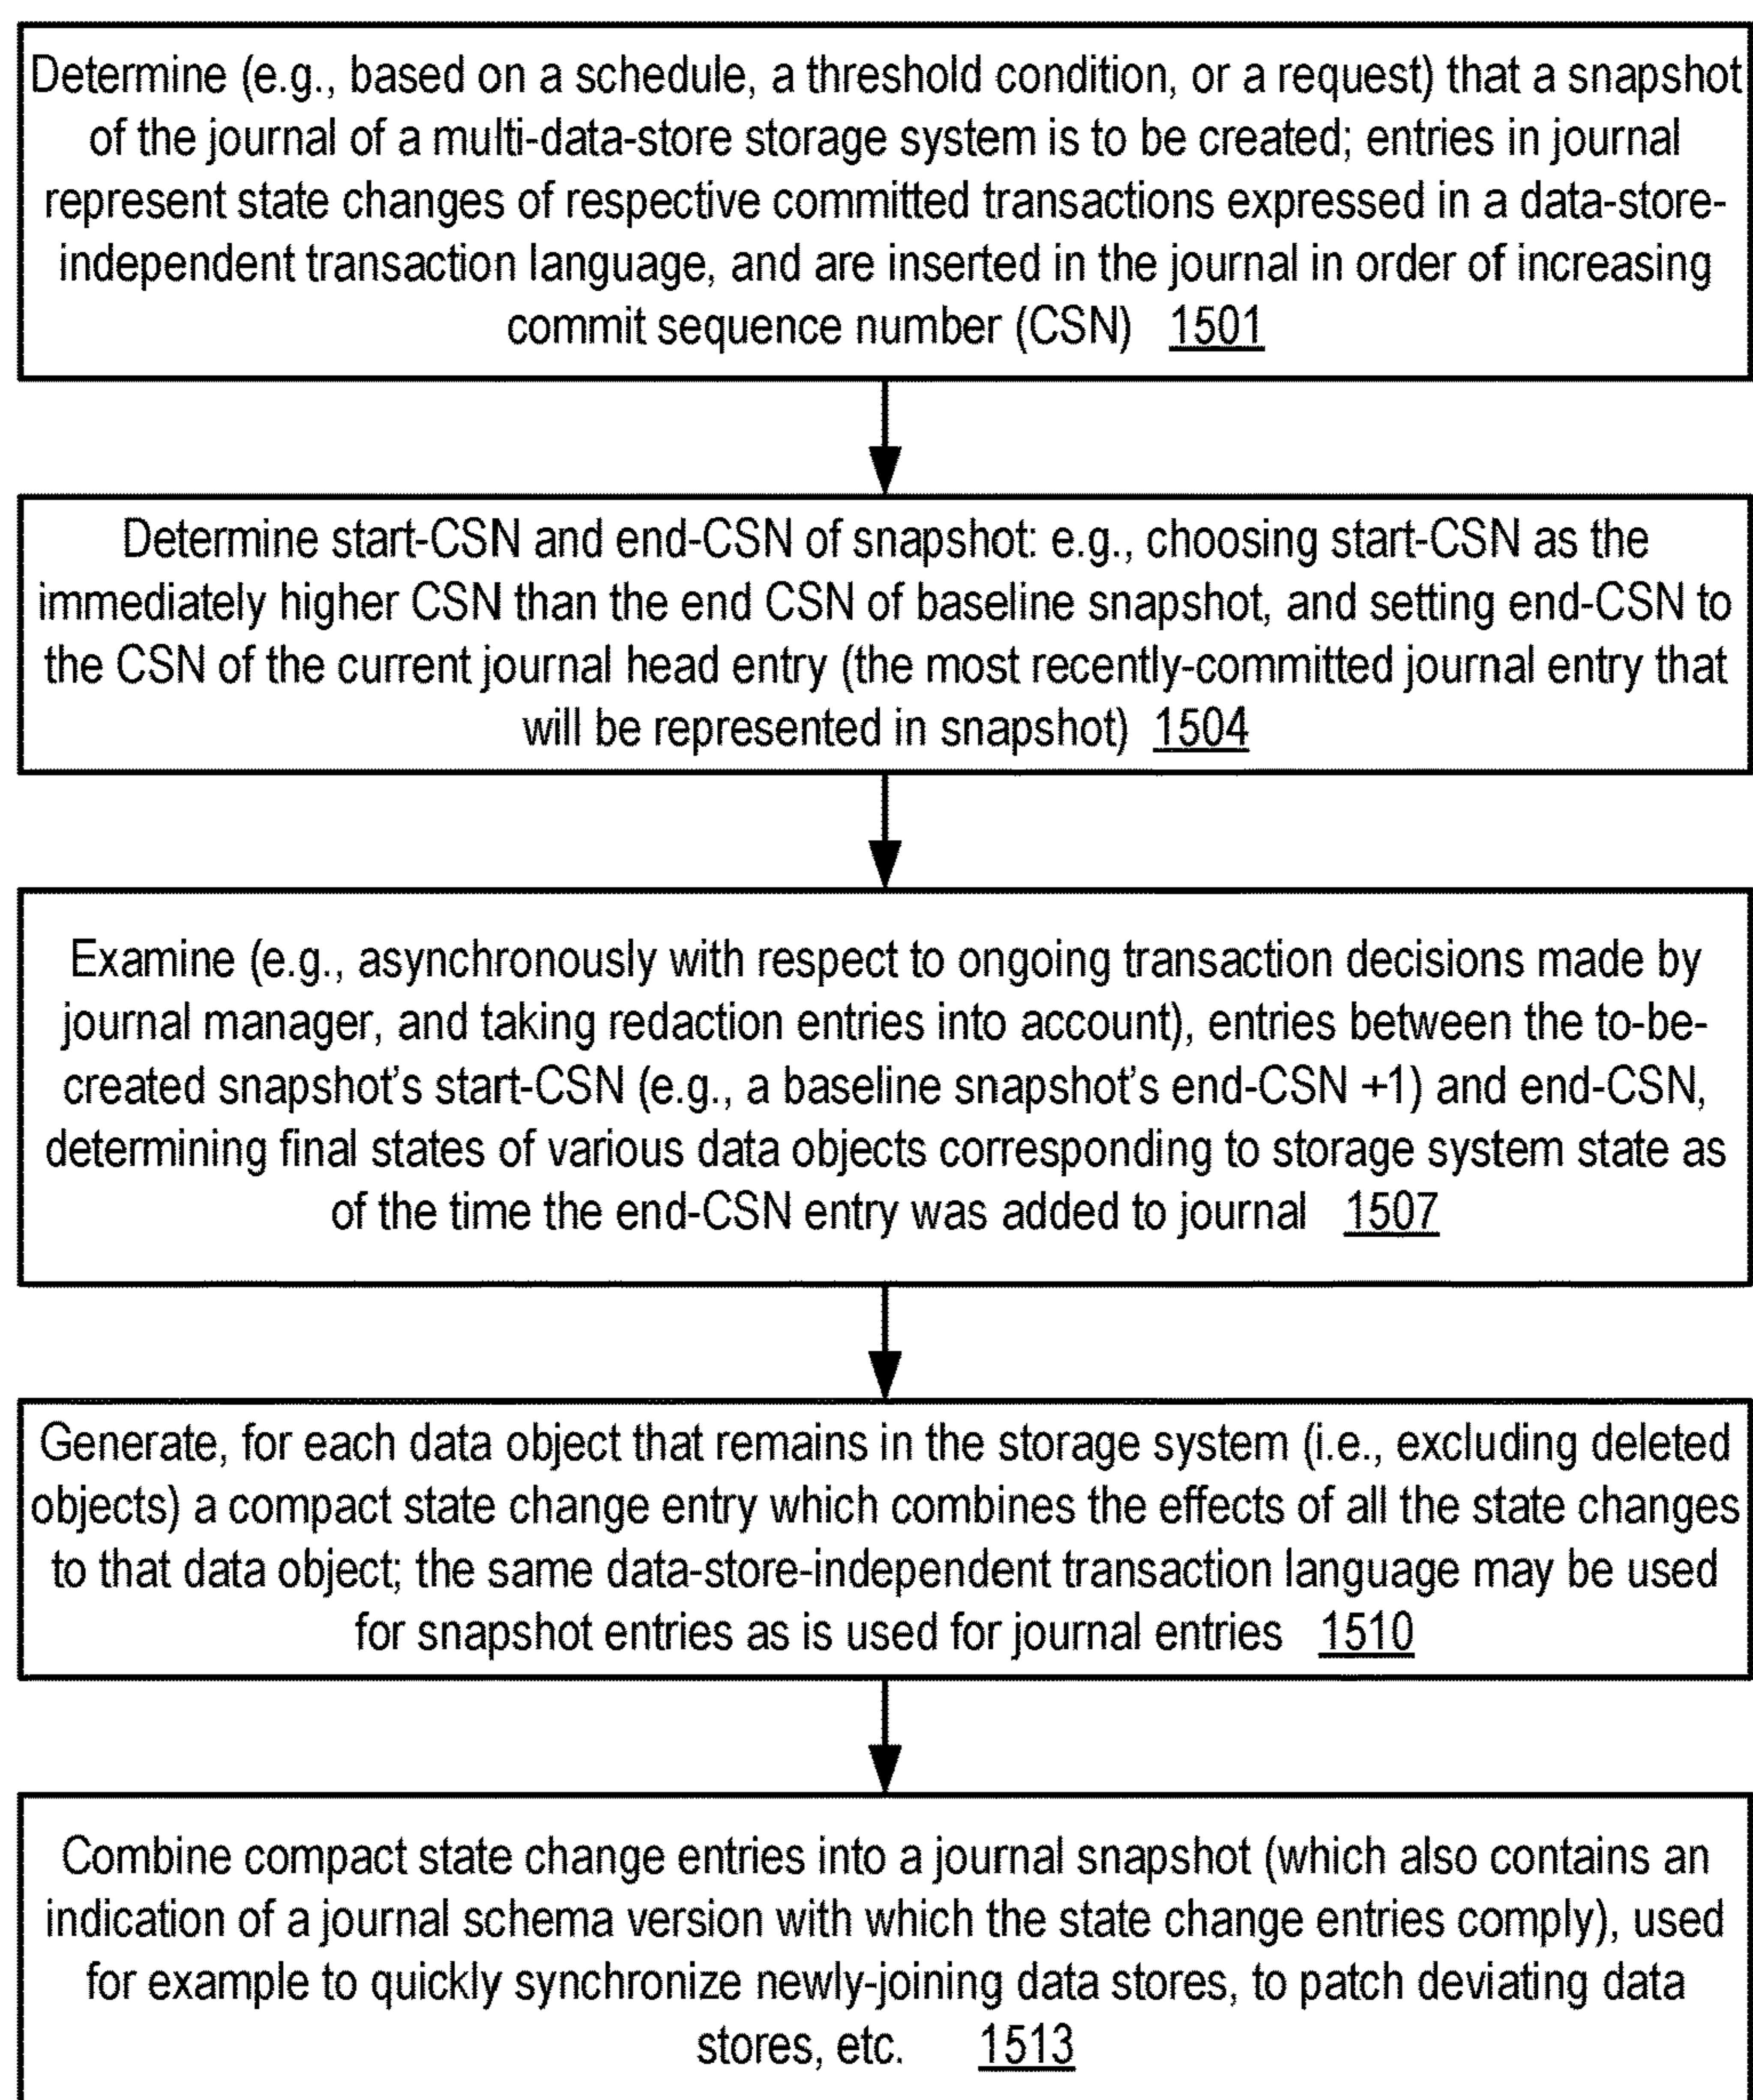 Determine (e.g., based on a schedule, a threshold condition, or a request) that a snapshot
of the journal of a multi-data-store storage system is to be created; entries in journal
represent state changes of respective committed transactions expressed in a data-store-
independent transaction language, and are inserted in the journal in order of increasing
commit sequence number (CSN) 1501
Determine start-CSN and end-CSN of snapshot: e.g., choosing start-CSN as the
immediately higher CSN than the end CSN of baseline snapshot, and setting end-CSN to
the CSN of the current journal head entry (the most recently-committed journal entry that
will be represented in snapshot) 1504
Examine (e.g., asynchronously with respect to ongoing transaction decisions made by
journal manager, and taking redaction entries into account), entries between the to-be-
created snapshot's start-CSN (e.g., a baseline snapshot's end-CSN +1) and end-CSN,
determining final states of various data objects corresponding to storage system state as
of the time the end-CSN entry was added to journal 1507
Generate, for each data object that remains in the storage system (i.e., excluding deleted
objects) a compact state change entry which combines the effects of all the state changes
to that data object; the same data-store-independent transaction language may be used
for snapshot entries as is used for journal entries 1510
Combine compact state change entries into a journal snapshot (which also contains an
indication of a journal schema version with which the state change entries comply), used
for example to quickly synchronize newly-joining data stores, to patch deviating data
stores, etc. 1513